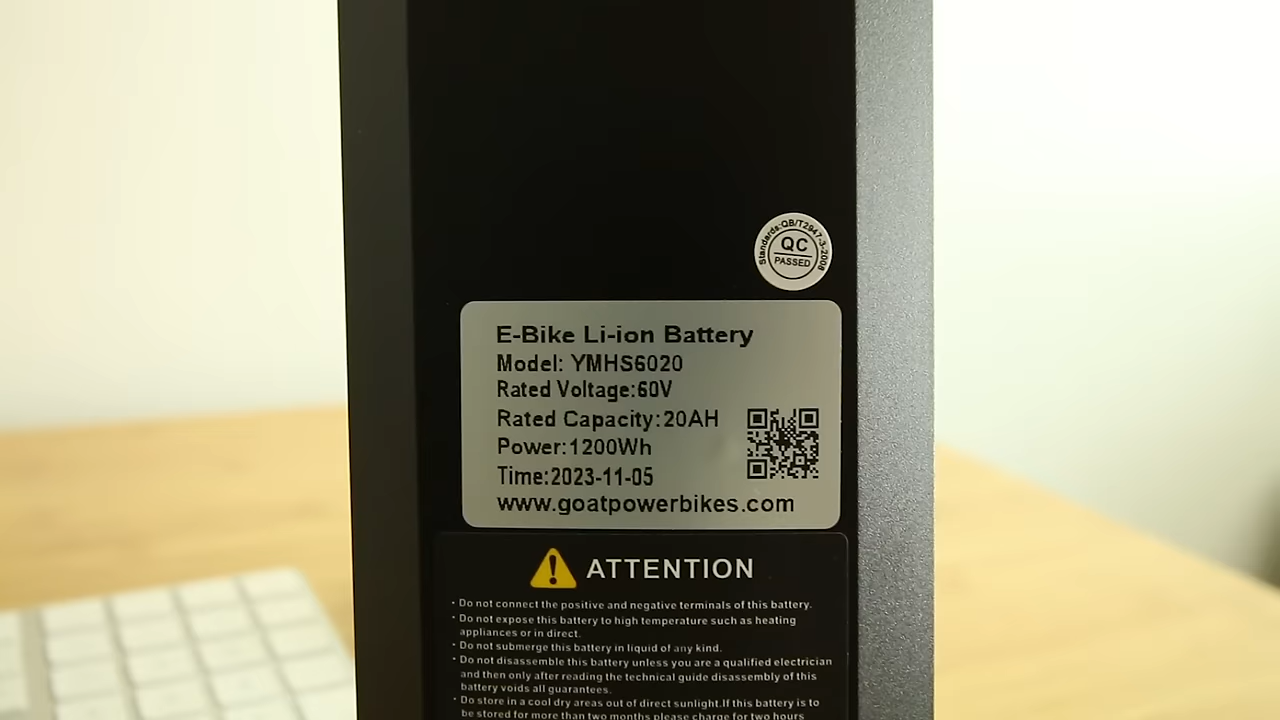 Standards:QB/T2947-3-2008
QC
PASSED
E-Bike Li-ion Battery
Model: YMHS6020
Rated Voltage:60V
Rated Capacity:20AH
Power:1200Wh
Time:2023-11-05
www.goatpowerbikes.com
ATTENTION
· Do not connect the positive and negative terminals of this battery.
· Do not expose this battery to high temperature such as heating
appliances or in direct.
· Do not submerge this battery in liquid of any kind.
· Do not disassemble this battery unless you are a qualified electrician
and then only after reading the technical guide disassembly of this
battery voids all guarantees.
· Do store in a cool dry areas out of direct sunlight.If this battery is to
be stored for more than two months please charge for two hours